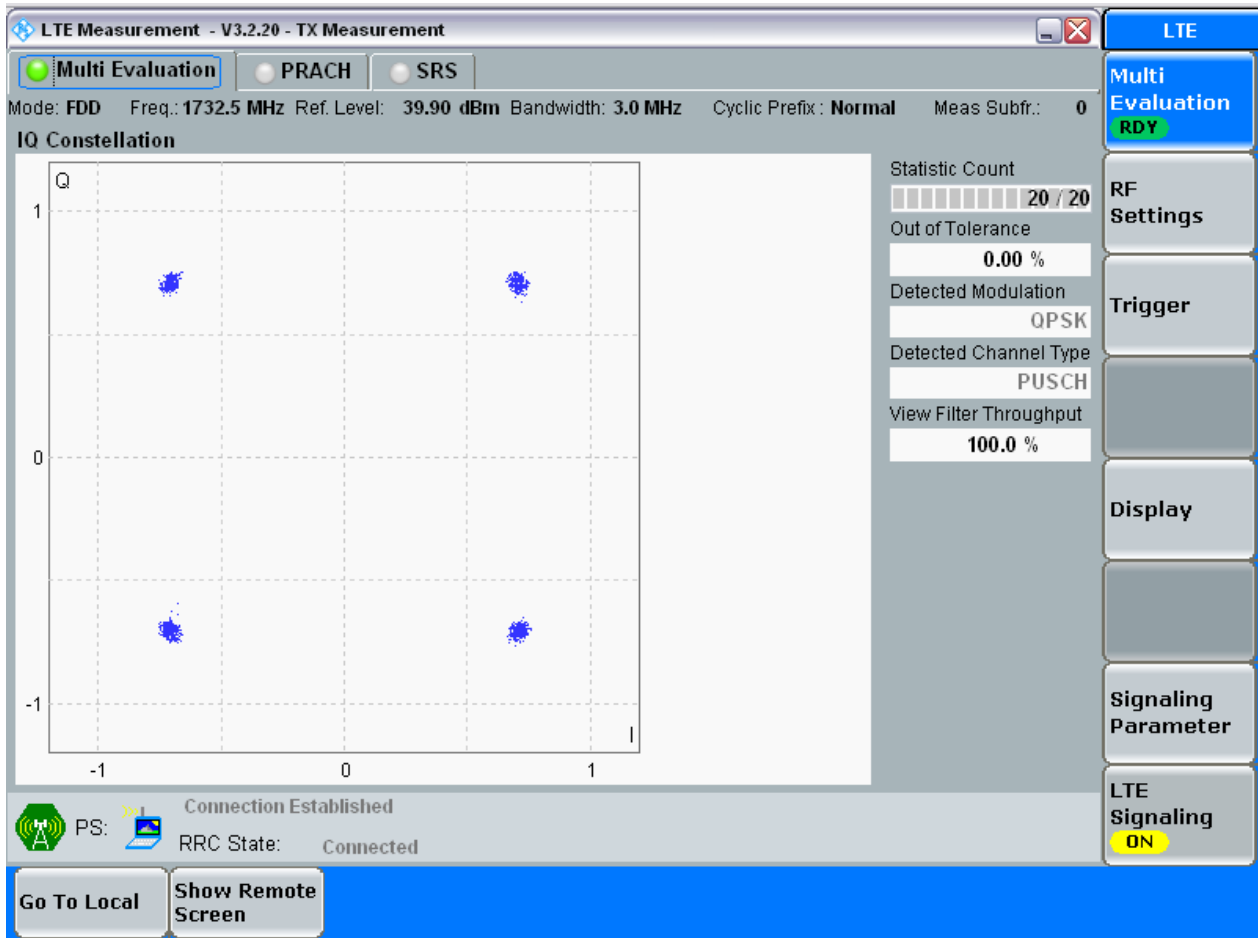 LTE Measurement - V3.2.20 - TX Measurement
LTE
Multi Evaluation PRACH SRS
Mode: FDD Freq.: 1732.5 MHz Ref. Level: 39.90 dBm Bandwidth: 3.0 MHz Cyclic Prefix : Normal Meas Subfr.: 0
IQ Constellation
Q
1
0
-1
I
-1 0 1
Statistic Count
20 / 20
Out of Tolerance
0.00 %
Detected Modulation
QPSK
Detected Channel Type
PUSCH
View Filter Throughput
100.0 %
Multi
Evaluation
RDY
RF
Settings
Trigger
Display
Signaling
Parameter
LTE
Signaling
ON
PS:
Connection Established
RRC State: Connected
Go To Local
Show Remote
Screen